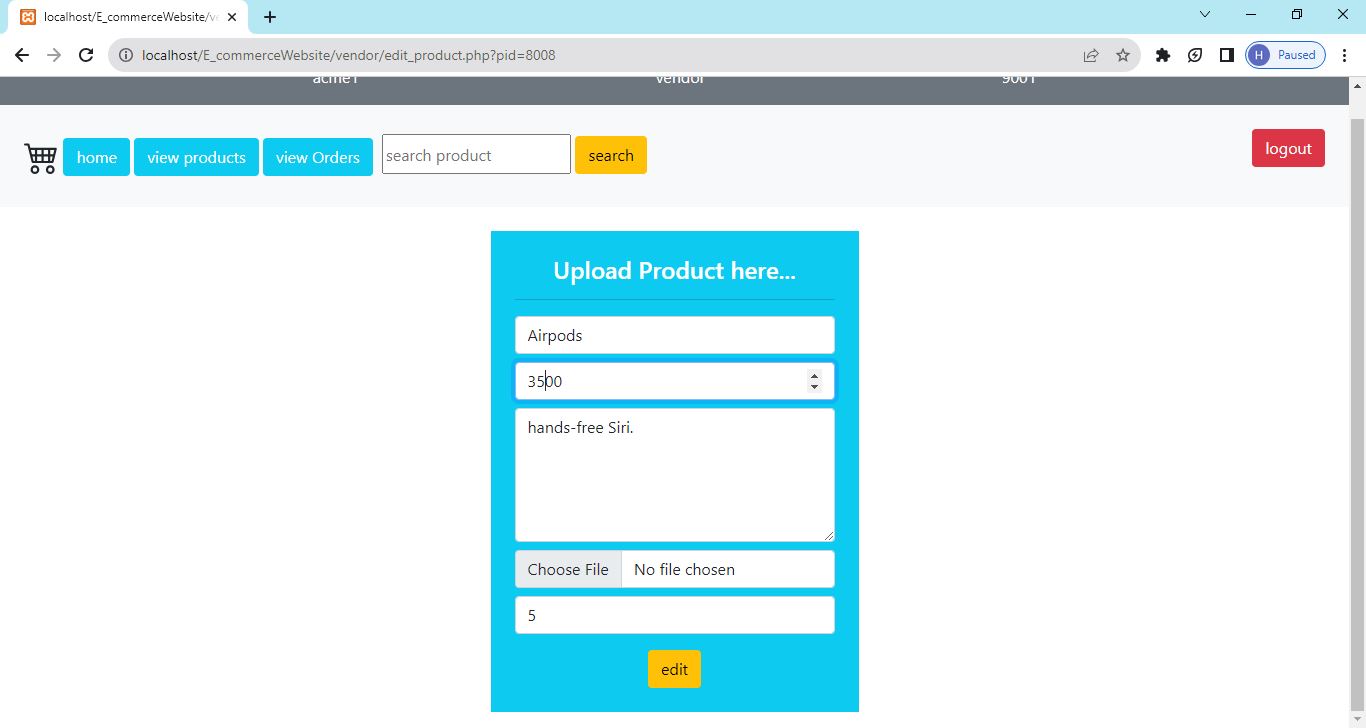 localhost/E_commerceWebsite/ve
localhost/E_commerceWebsite/vendor/edit_product.php?pid=8008
H Paused
acme1 vendor 9001
home view products view Orders search product search logout
Upload Product here...
Airpods
3500
hands-free Siri.
Choose File No file chosen
5
edit